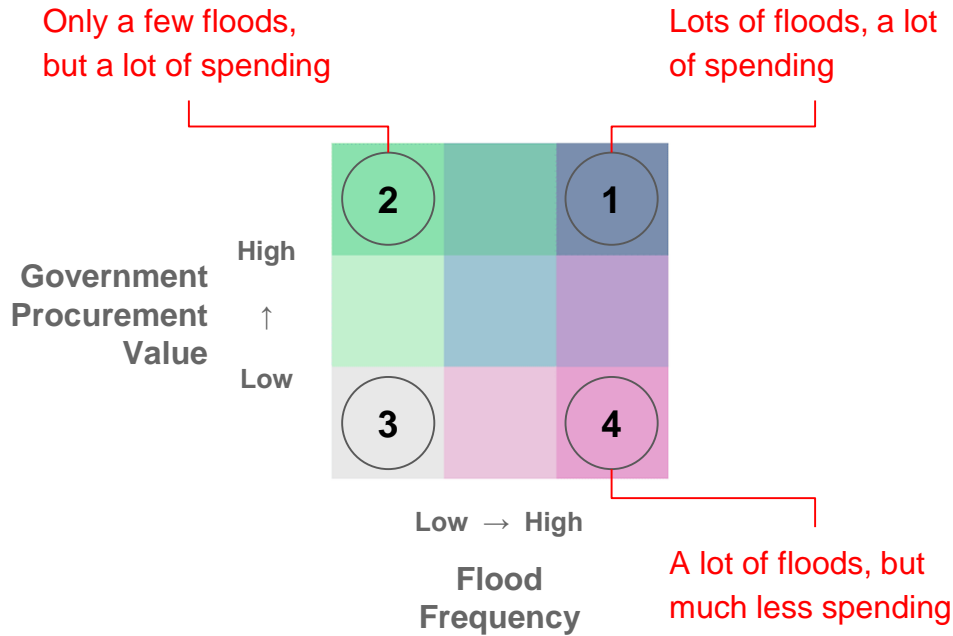 Only a few floods,
but a lot of spending
Lots of floods, a lot
of spending
2
1
High
Government
Procurement
Value
↑
Low
3
4
Low → High
Flood
Frequency
A lot of floods, but
much less spending